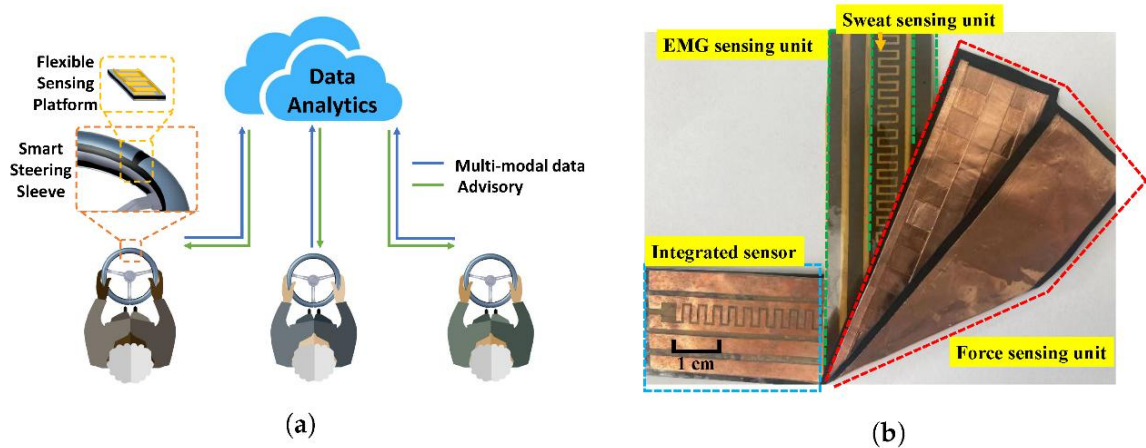 Flexible
Sensing
Platform
Smart
Steering
Sleeve
Data
Analytics
Multi-modal data
Advisory
(a)
Sweat sensing unit
EMG sensing unit
Integrated sensor
1 cm
Force sensing unit
(b)